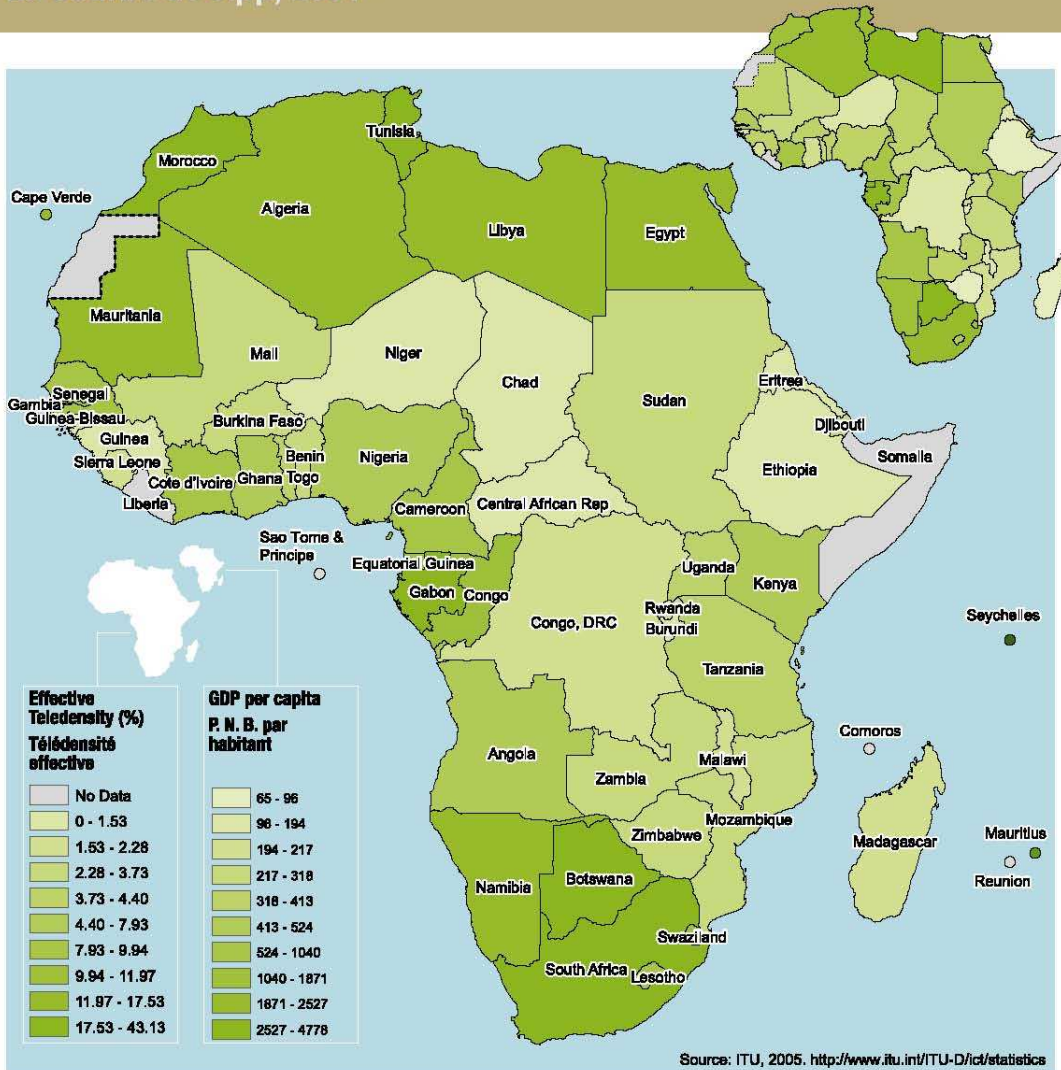 Morocco
Tunisia
Cape Verde
Algeria
Libya
Egypt
Mauritania
Mali
Niger
Chad
Sudan
Eritrea
Senegal
Gambia
Guinea-Bissau
Burkina Faso
Djibouti
Guinea
Benin
Nigeria
Ethiopia
Somalia
Sierra Leone
Cote d'Ivoire
Ghana
Togo
Liberia
Central African Rep
Cameroon
Sao Tome &
Principe
Equatorial Guinea
Uganda
Gabon
Congo
Kenya
Rwanda
Congo, DRC
Burundi
Seychelles
Tanzania
Comoros
Angola
Malawi
Zambia
Mozambique
Zimbabwe
Madagascar
Mauritius
Reunion
Namibia
Botswana
Swaziland
South Africa
Lesotho
Effective
Teledensity (%)
Télédensité
effective
No Data
0 - 1.53
1.53 - 2.28
2.28 - 3.73
3.73 - 4.40
4.40 - 7.93
7.93 - 9.94
9.94 - 11.97
11.97 - 17.53
17.53 - 43.13
GDP per capita
P. N. B. par
habitant
65 - 96
96 - 194
194 - 217
217 - 318
318 - 413
413 - 524
524 - 1040
1040 - 1871
1871 - 2527
2527 - 4778
Source: ITU, 2005. http://www.itu.int/ITU-D/ict/statistics